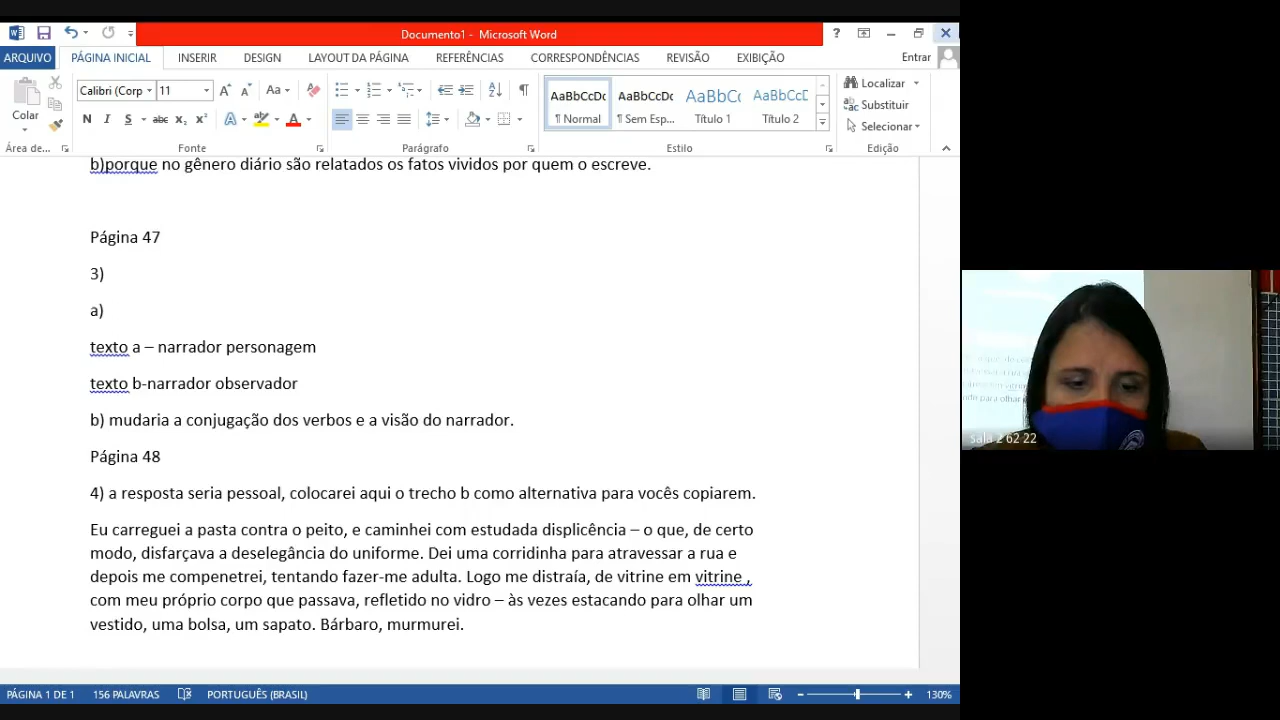 Documento1 - Microsoft Word
?
ARQUIVO PÁGINA INICIAL INSERIR DESIGN LAYOUT DA PÁGINA REFERÊNCIAS CORRESPONDÊNCIAS REVISÃO EXIBIÇÃO Entrar
Colar
Calibri (Corp 11
Aa
N I S abc x₂ x² A A
AaBbCcDc AaBbCcDc AaBbC( AaBbCcD
¶ Normal ¶ Sem Esp... Título 1 Título 2
Localizar
Substituir
Selecionar
Área de... Fonte Parágrafo Estilo Edição
b)porque no gênero diário são relatados os fatos vividos por quem o escreve.
Página 47
3)
a)
texto a – narrador personagem
texto b-narrador observador
b) mudaria a conjugação dos verbos e a visão do narrador.
Página 48
4) a resposta seria pessoal, colocarei aqui o trecho b como alternativa para vocês copiarem.
Eu carreguei a pasta contra o peito, e caminhei com estudada displicência – o que, de certo
modo, disfarçava a deselegância do uniforme. Dei uma corridinha para atravessar a rua e
depois me compenetrei, tentando fazer-me adulta. Logo me distraía, de vitrine em vitrine ,
com meu próprio corpo que passava, refletido no vidro – às vezes estacando para olhar um
vestido, uma bolsa, um sapato. Bárbaro, murmurei.
PÁGINA 1 DE 1 156 PALAVRAS PORTUGUÊS (BRASIL) 130%
sala 2 62 22